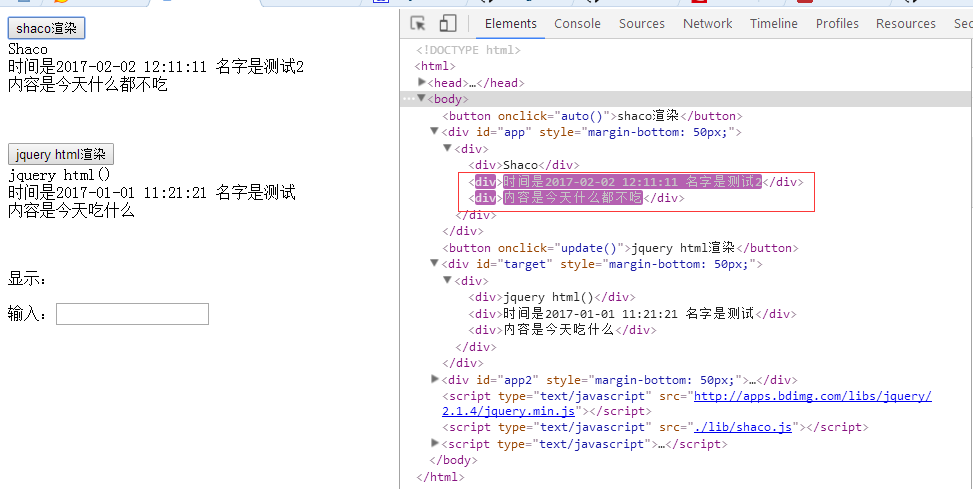 shaco渲染
Shaco
时间是2017-02-02 12:11:11 名字是测试2
内容是今天什么都不吃
jquery html渲染
jquery html()
时间是2017-01-01 11:21:21 名字是测试
内容是今天吃什么
显示:
输入:
Elements Console Sources Network Timeline Profiles Resources Sec
<!DOCTYPE html>
<html>
▶<head>…</head>
…▼<body>
<button onclick="auto()">shaco渲染</button>
▼<div id="app" style="margin-bottom: 50px;">
▼<div>
<div>Shaco</div>
<div>时间是2017-02-02 12:11:11 名字是测试2</div>
<div>内容是今天什么都不吃</div>
</div>
</div>
<button onclick="update()">jquery html渲染</button>
▼<div id="target" style="margin-bottom: 50px;">
▼<div>
<div>jquery html()</div>
<div>时间是2017-01-01 11:21:21 名字是测试</div>
<div>内容是今天吃什么</div>
</div>
</div>
▶<div id="app2" style="margin-bottom: 50px;">…</div>
<script type="text/javascript" src="http://apps.bdimg.com/libs/jquery/
2.1.4/jquery.min.js"></script>
<script type="text/javascript" src="./lib/shaco.js"></script>
▶<script type="text/javascript">…</script>
</body>
</html>